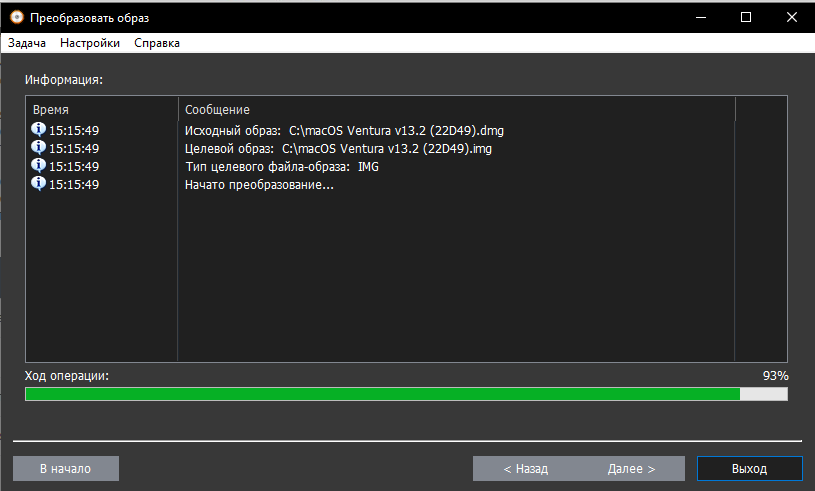 Преобразовать образ
Задача Настройки Справка
Информация:
Время Сообщение
15:15:49 Исходный образ: C:\macOS Ventura v13.2 (22D49).dmg
15:15:49 Целевой образ: C:\macOS Ventura v13.2 (22D49).img
15:15:49 Тип целевого файла-образа: IMG
15:15:49 Начато преобразование...
Ход операции: 93%
В начало < Назад Далее > Выход